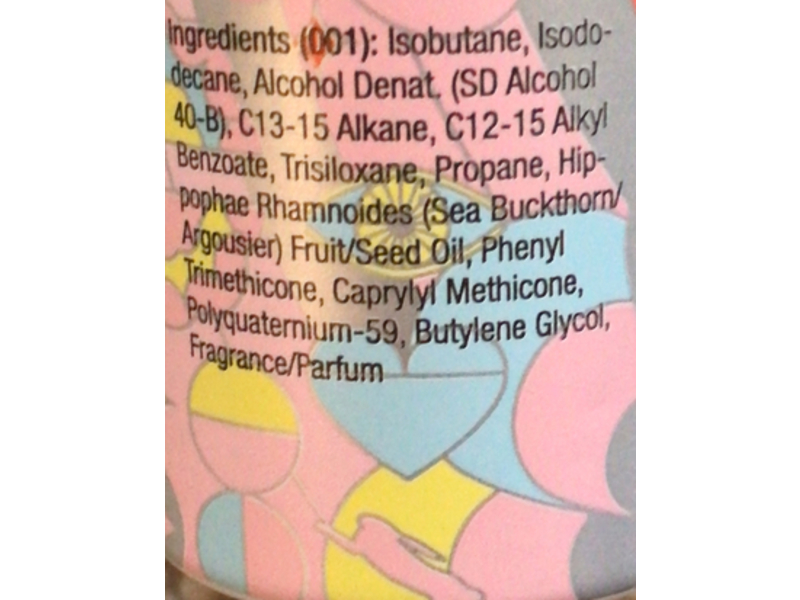 Ingredients (001): Isobutane, Isodo-
decane, Alcohol Denat. (SD Alcohol
40-B), C13-15 Alkane, C12-15 Alkyl
Benzoate, Trisiloxane, Propane, Hip-
pophae Rhamnoides (Sea Buckthorn/
Argousier) Fruit/Seed Oil, Phenyl
Trimethicone, Caprylyl Methicone,
Polyquaternium-59, Butylene Glycol,
Fragrance/Parfum